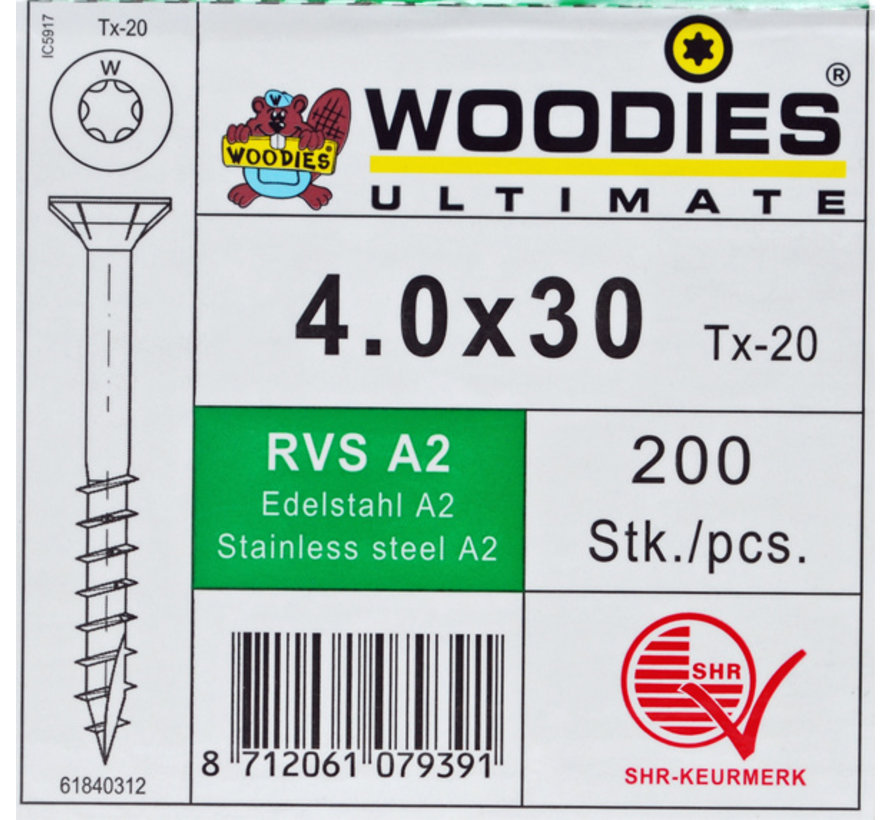 IC5917
Tx-20
W
W
WOODIES®
WOODIES®
ULTIMATE
4.0x30 Tx-20
RVS A2
Edelstahl A2
Stainless steel A2
200
Stk./pcs.
8 712061 079391
SHR
SHR-KEURMERK
61840312